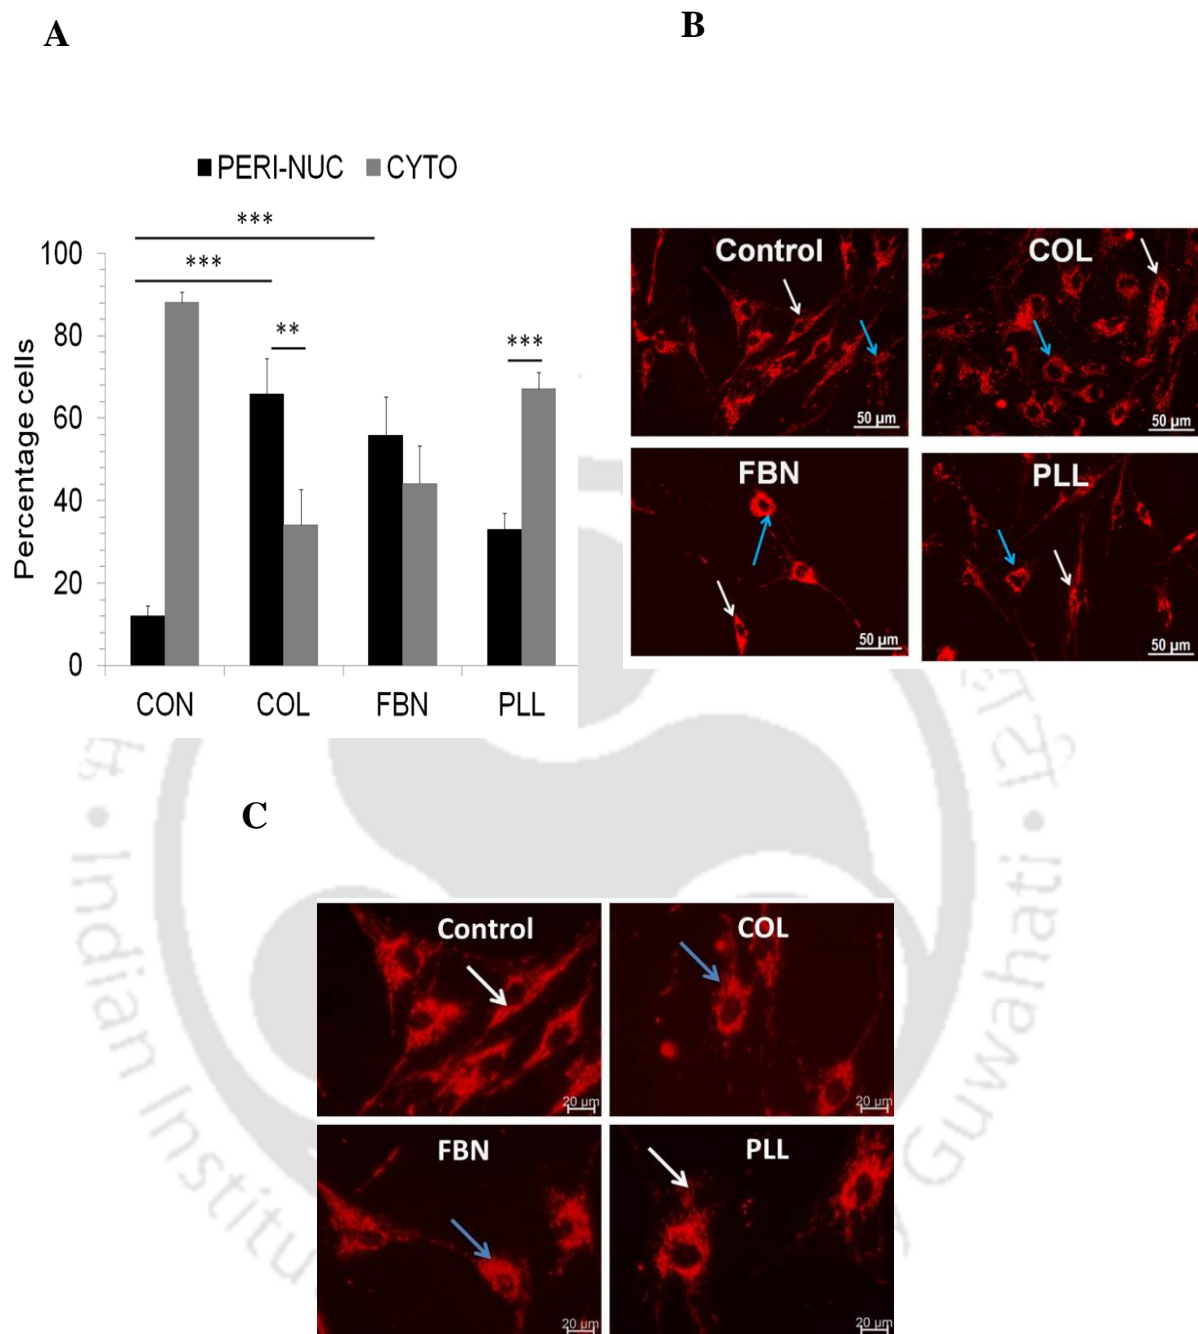 A
B
■ PERI-NUC ■ CYTO
***
***
**
***
Percentage cells
100
80
60
40
20
0
CON COL FBN PLL
Control
50 µm
COL
50 µm
FBN
50 µm
PLL
50 µm
C
Control
20 µm
COL
20 µm
FBN
20 µm
PLL
20 µm
Indian Institu
Guwahati